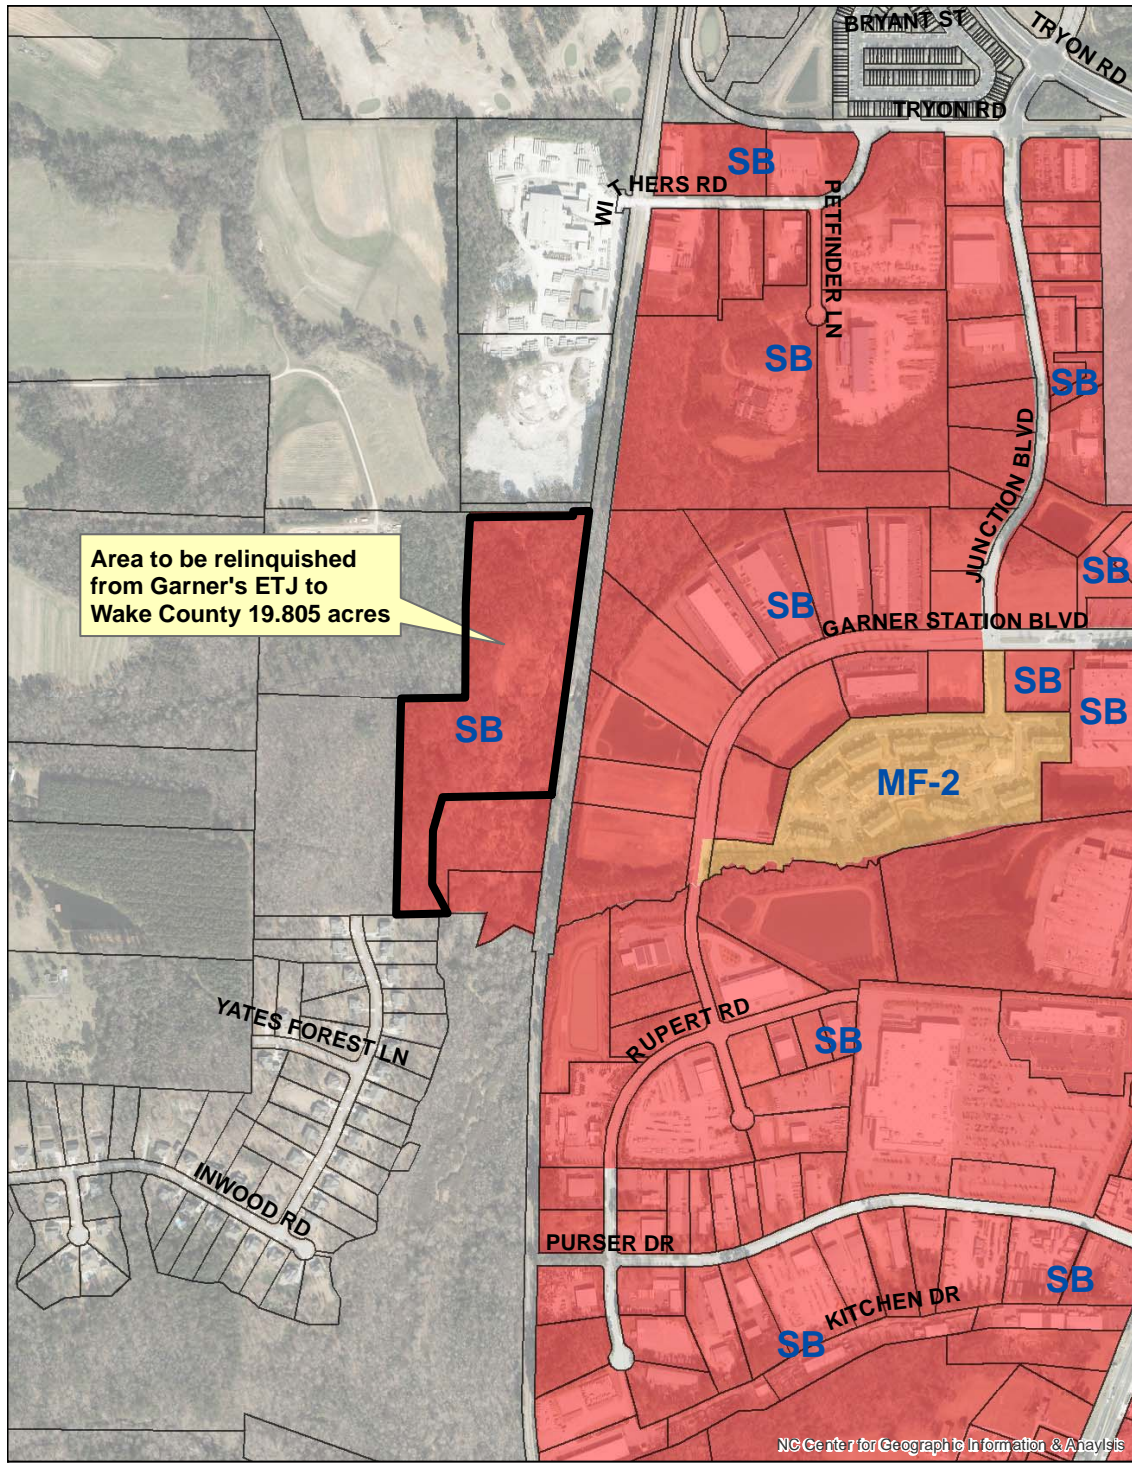 BRYANT ST
TRYON RD
TRYON RD
SB
WITHERS RD
PETFINDER LN
SB
SB
JUNCTION BLVD
Area to be relinquished
from Garner's ETJ to
Wake County 19.805 acres
SB
SB
GARNER STATION BLVD
SB
SB
SB
MF-2
YATES FOREST LN
RUPERT RD
SB
INWOOD RD
PURSER DR
SB
KITCHEN DR
SB
NC Center for Geographic Information & Anaylsis